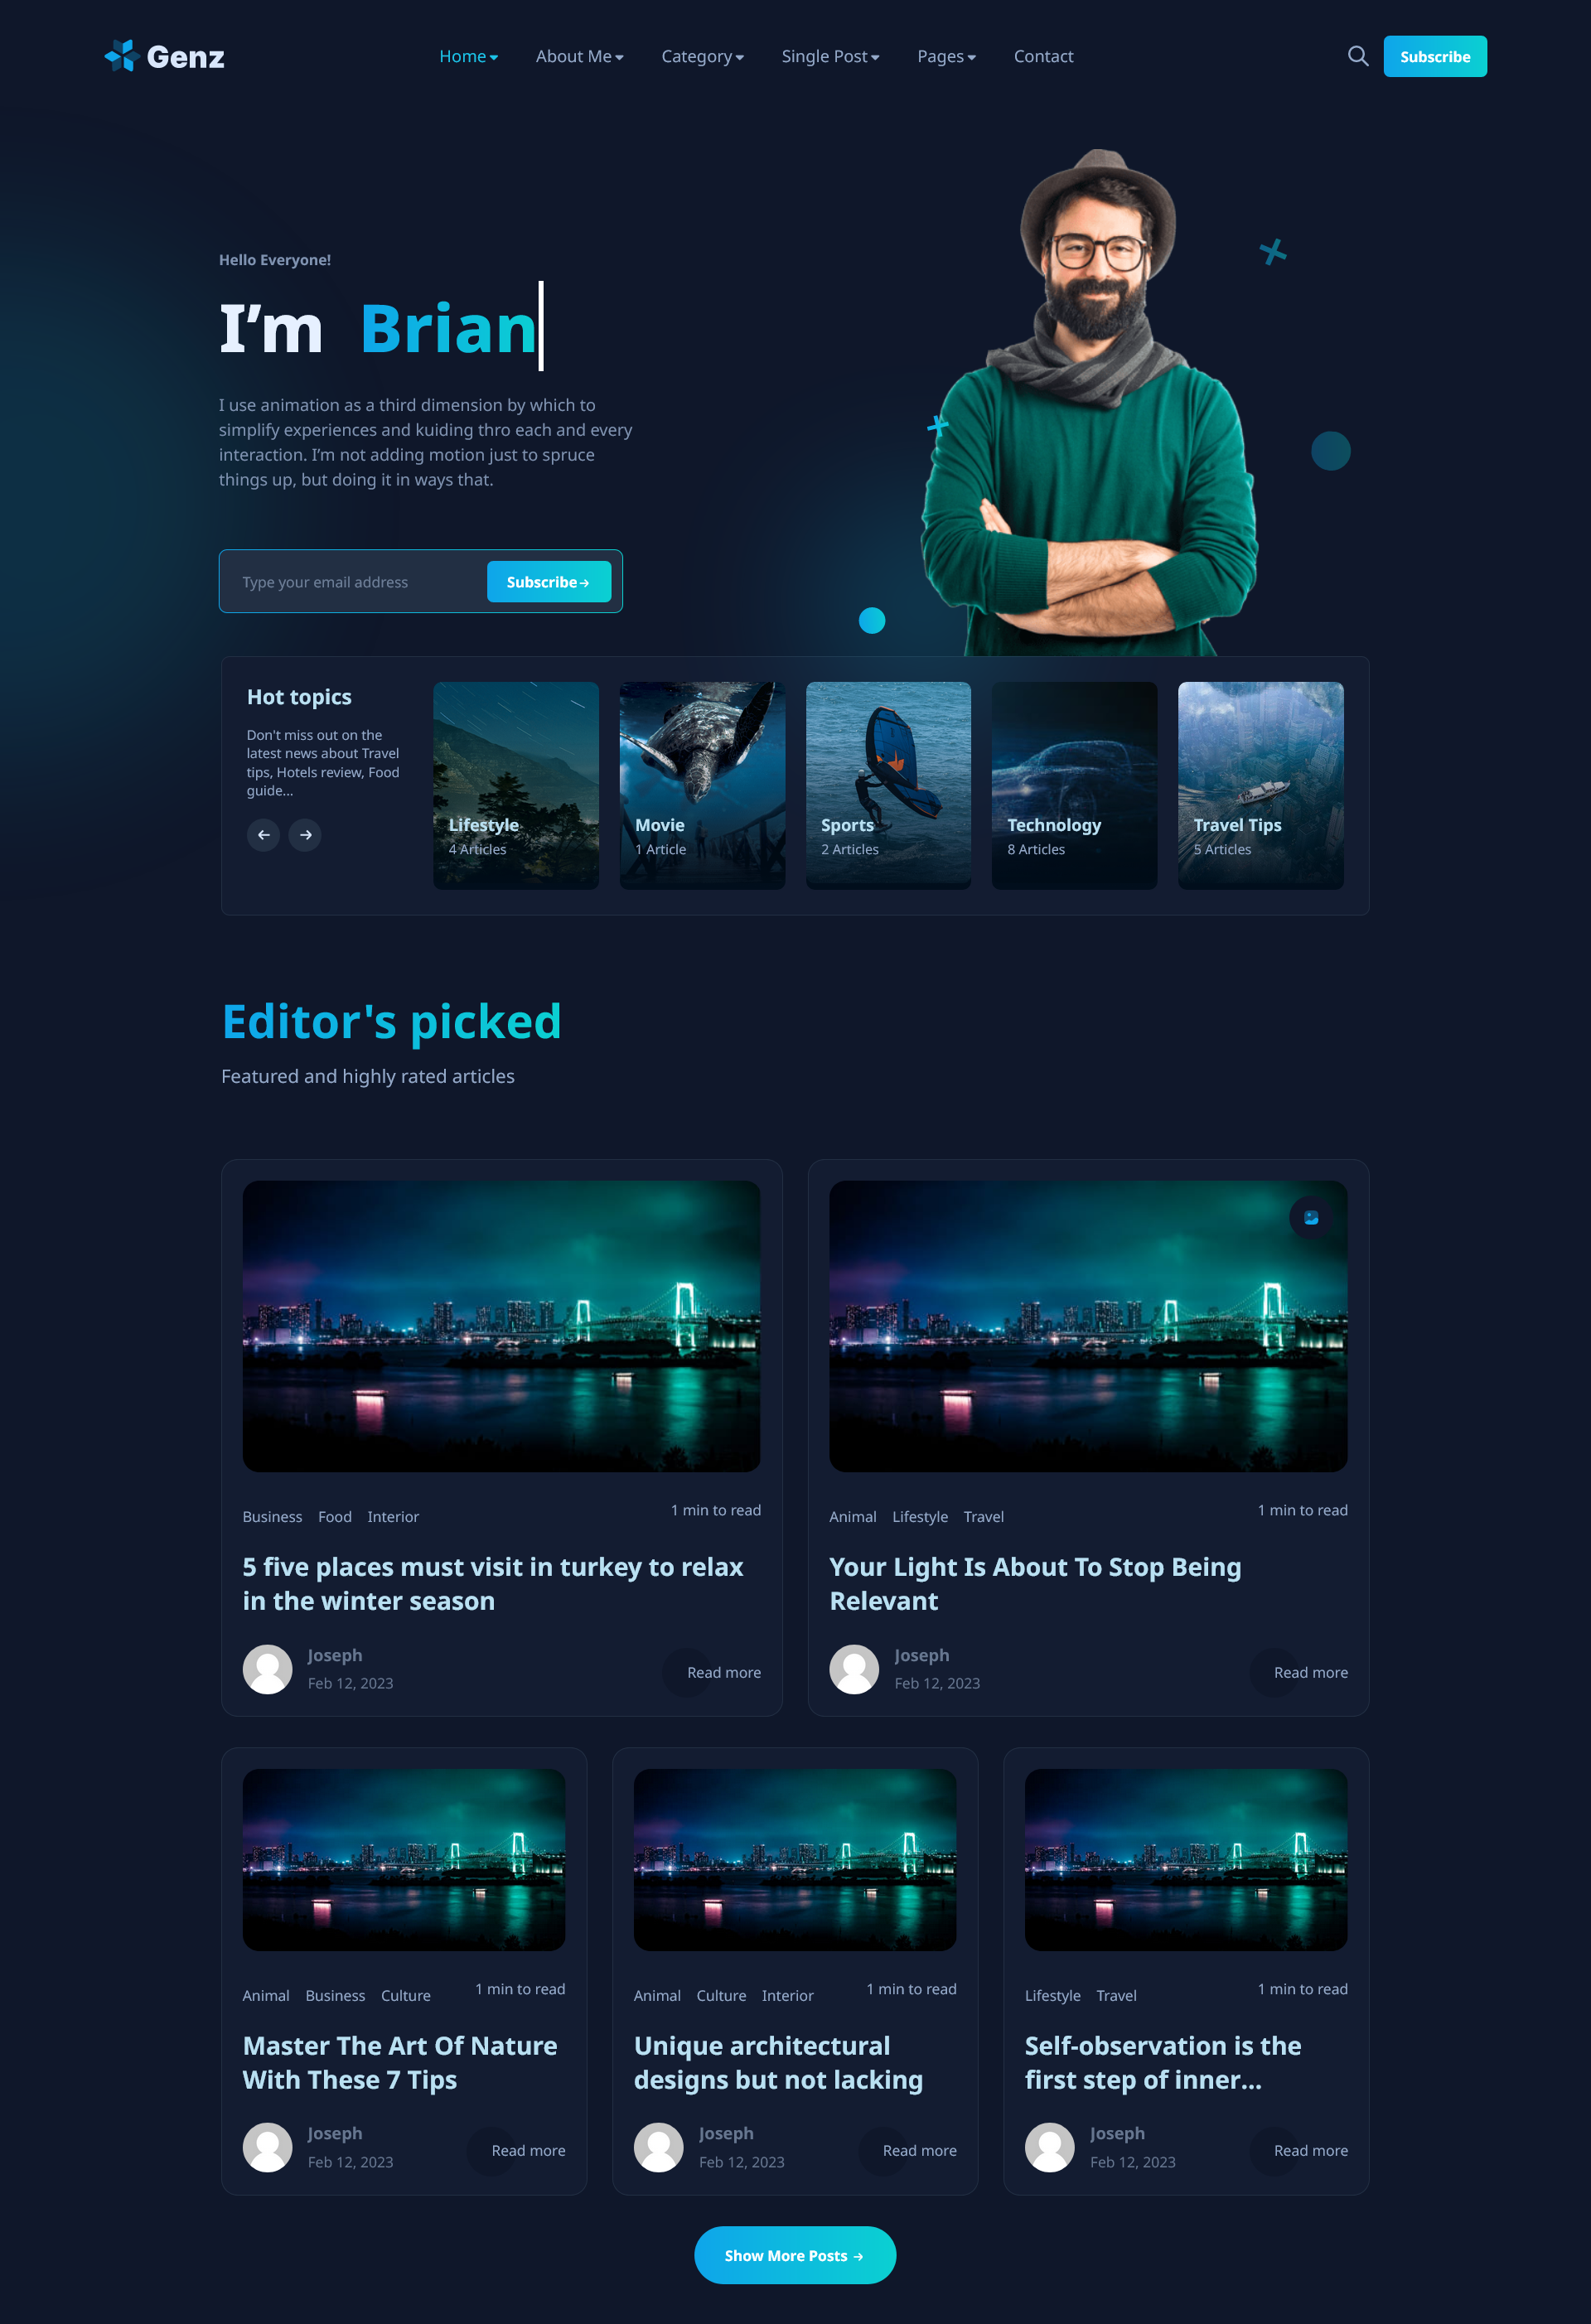 Genz
Home
About Me
Category
Single Post
Pages
Contact
Subscribe
Hello Everyone!
I’m Brian
I use animation as a third dimension by which to
simplify experiences and kuiding thro each and every
interaction. I’m not adding motion just to spruce
things up, but doing it in ways that.
Type your email address
Subscribe
Hot topics
Don't miss out on the
latest news about Travel
tips, Hotels review, Food
guide...
Lifestyle
4 Articles
Movie
1 Article
Sports
2 Articles
Technology
8 Articles
Travel Tips
5 Articles
Editor's picked
Featured and highly rated articles
Business Food Interior
1 min to read
5 five places must visit in turkey to relax
in the winter season
Joseph
Feb 12, 2023
Read more
Animal Lifestyle Travel
1 min to read
Your Light Is About To Stop Being
Relevant
Joseph
Feb 12, 2023
Read more
Animal Business Culture
1 min to read
Master The Art Of Nature
With These 7 Tips
Joseph
Feb 12, 2023
Read more
Animal Culture Interior
1 min to read
Unique architectural
designs but not lacking
Joseph
Feb 12, 2023
Read more
Lifestyle Travel
1 min to read
Self-observation is the
first step of inner...
Joseph
Feb 12, 2023
Read more
Show More Posts